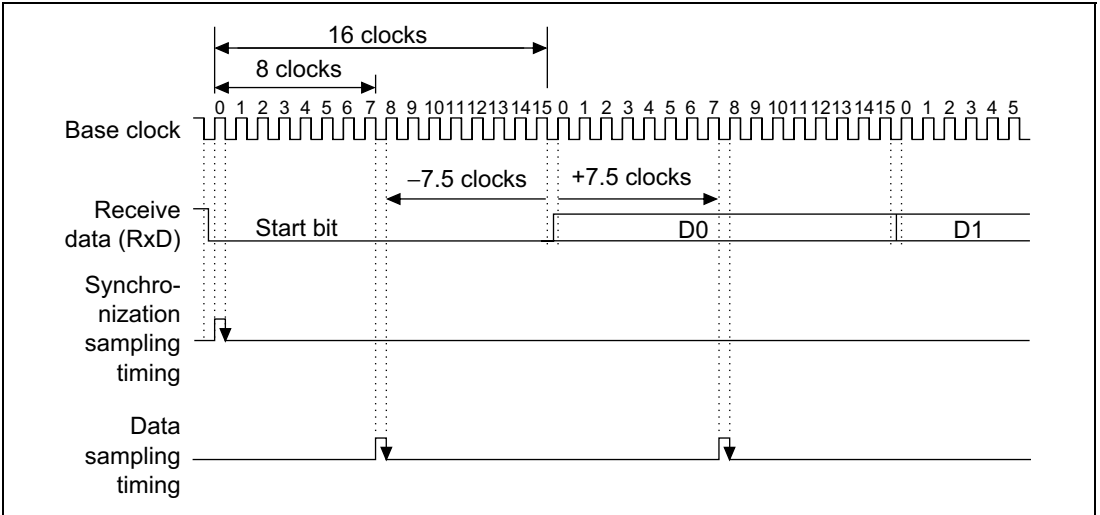 16 clocks
8 clocks
0 1 2 3 4 5 6 7 8 9 10 11 12 13 14 15 0 1 2 3 4 5 6 7 8 9 10 11 12 13 14 15 0 1 2 3 4 5
Base clock
−7.5 clocks +7.5 clocks
Receive
data (RxD)
Start bit D0 D1
Synchro-
nization
sampling
timing
Data
sampling
timing